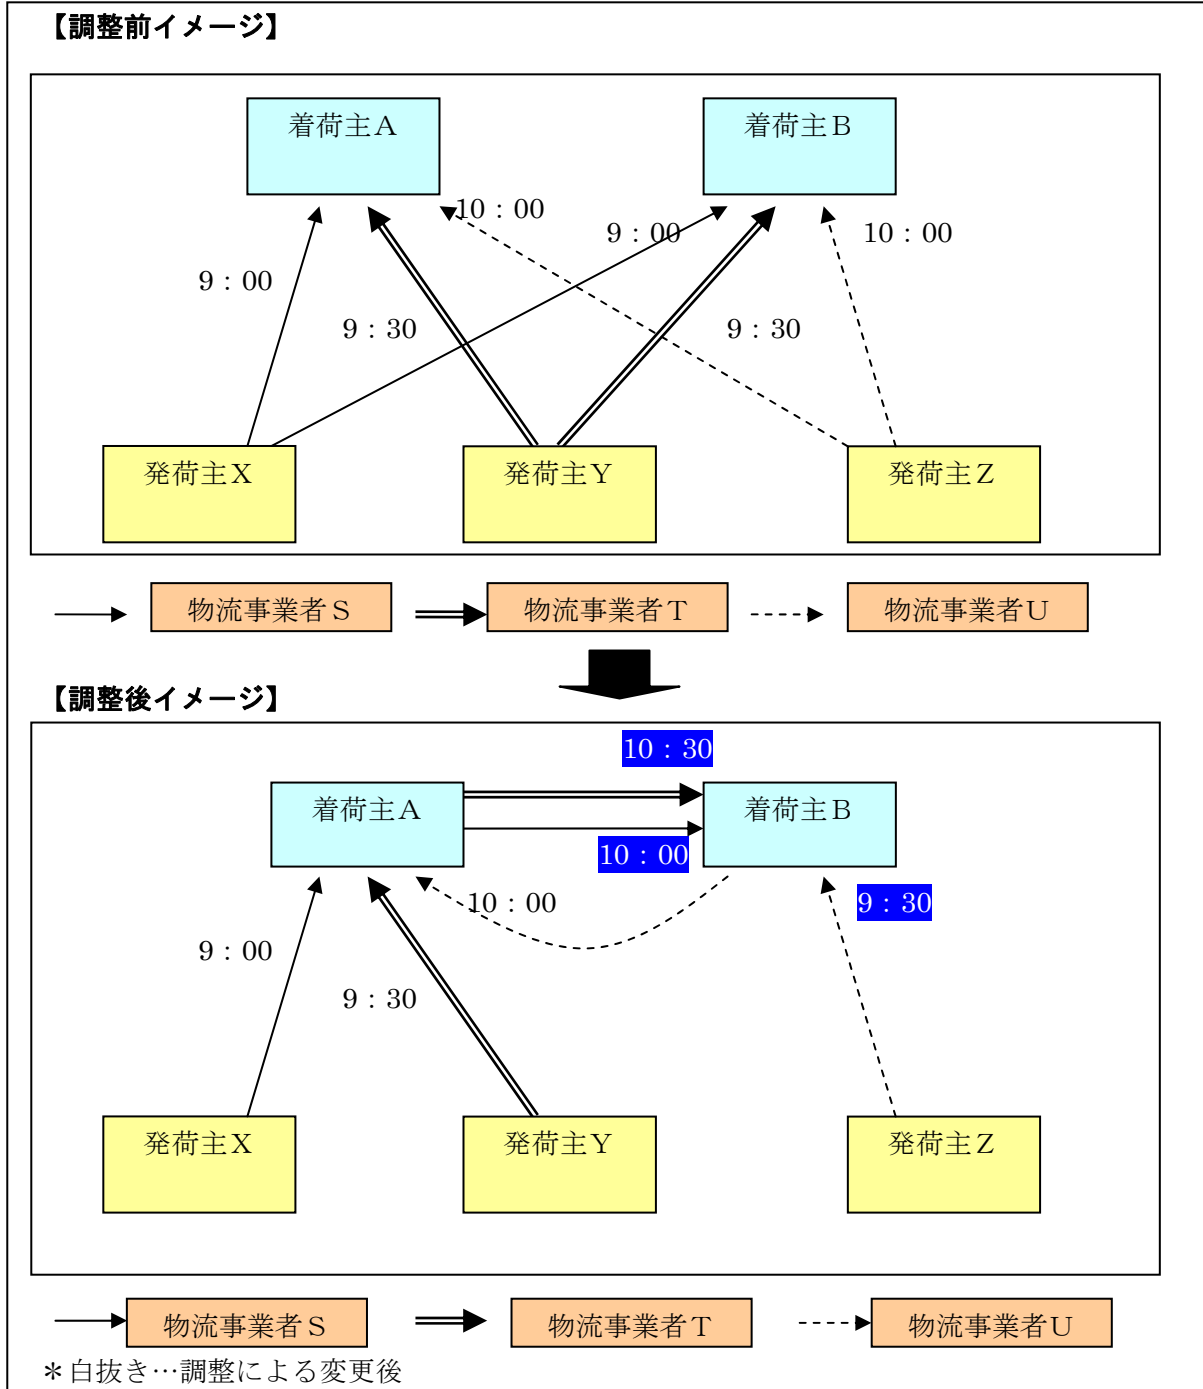 【調整前イメージ】
着荷主A
着荷主B
10：00
9：00
10：00
9：00
9：30
9：30
発荷主X
発荷主Y
発荷主Z
物流事業者S
物流事業者T
物流事業者U
【調整後イメージ】
10：30
着荷主A
着荷主B
10：00
10：00
9：30
9：00
9：30
発荷主X
発荷主Y
発荷主Z
物流事業者S
物流事業者T
物流事業者U
＊白抜き…調整による変更後